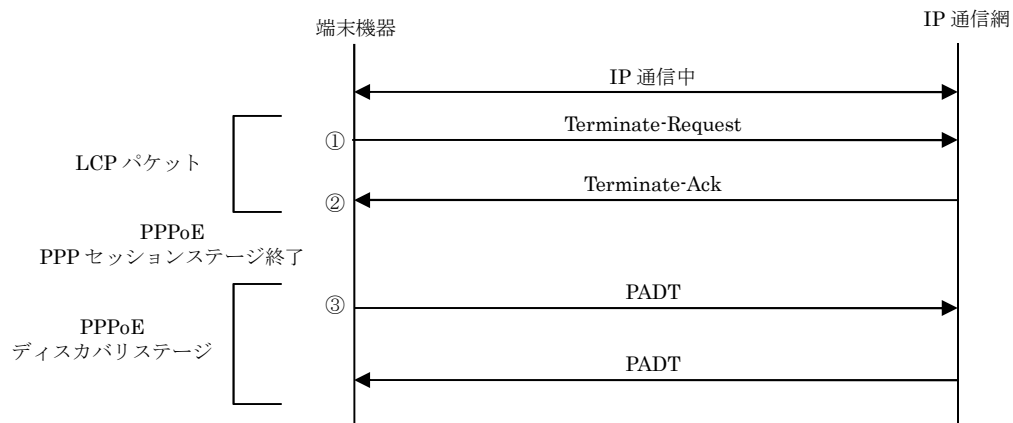 端末機器
IP 通信網
IP 通信中
Terminate-Request
①
LCP パケット
Terminate-Ack
②
PPPoE
PPP セッションステージ終了
PADT
③
PPPoE
ディスカバリステージ
PADT